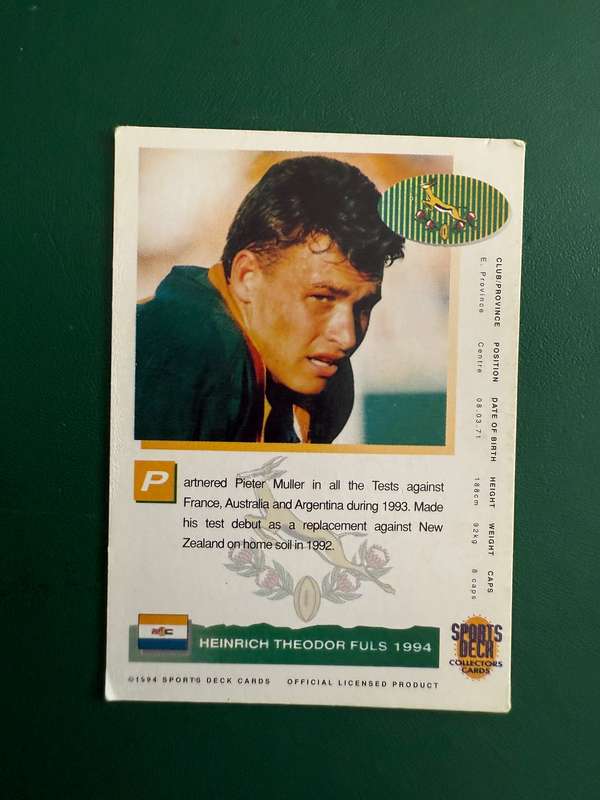 CLUB/PROVINCE POSITION DATE OF BIRTH HEIGHT WEIGHT CAPS
E. Province Centre 08.03.71 188cm 92kg 8 caps
Partnered Pieter Muller in all the Tests against
France, Australia and Argentina during 1993. Made
his test debut as a replacement against New
Zealand on home soil in 1992.
HEINRICH THEODOR FULS 1994
SPORTS
DECK
COLLECTORS
CARDS
©1994 SPORTS DECK CARDS OFFICIAL LICENSED PRODUCT